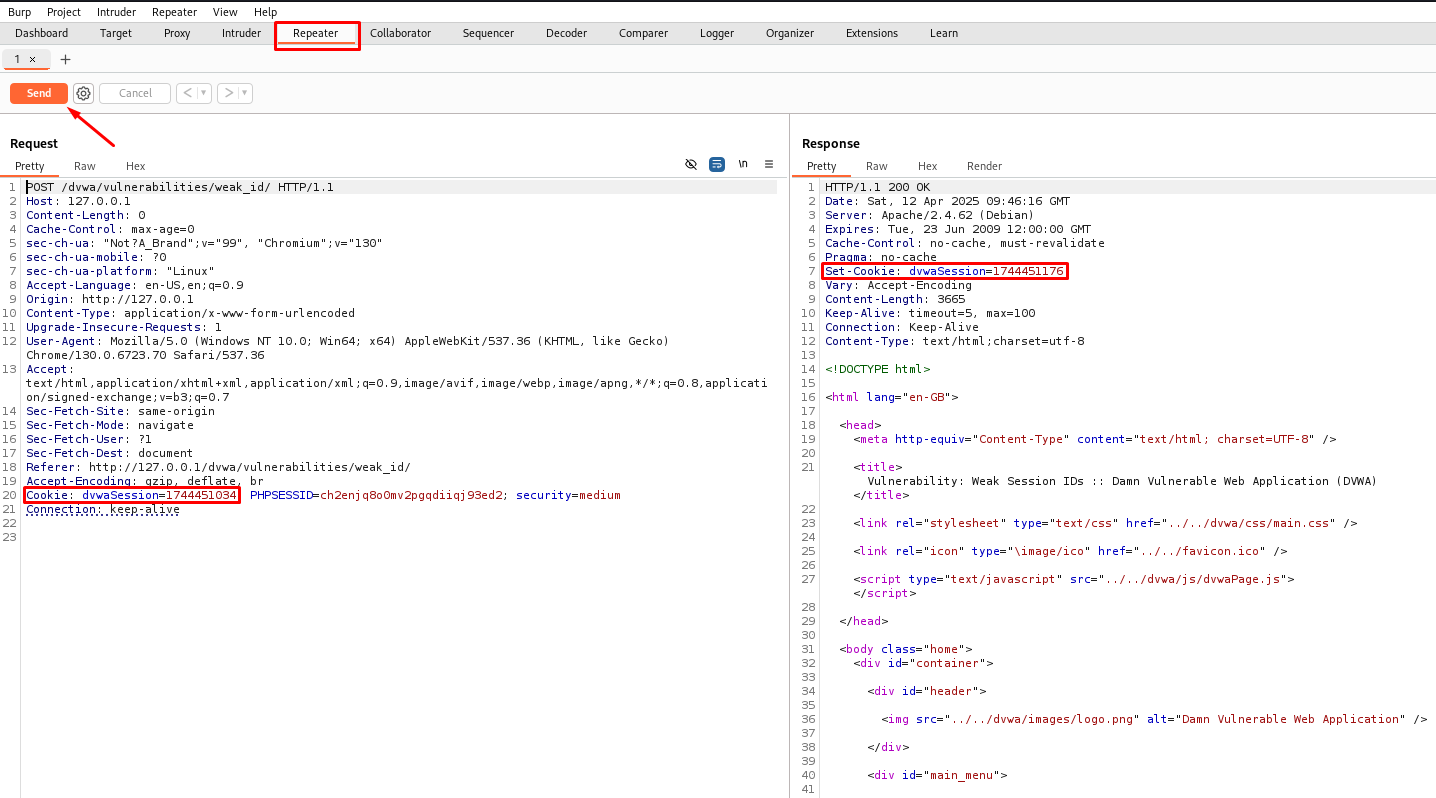 Burp Project Intruder Repeater View Help
Dashboard Target Proxy Intruder Repeater Collaborator Sequencer Decoder Comparer Logger Organizer Extensions Learn
1 × +
Send Cancel < ▾ > ▾
Request
Pretty Raw Hex \n
1 POST /dvwa/vulnerabilities/weak_id/ HTTP/1.1
2 Host: 127.0.0.1
3 Content-Length: 0
4 Cache-Control: max-age=0
5 sec-ch-ua: "Not?A_Brand";v="99", "Chromium";v="130"
6 sec-ch-ua-mobile: ?0
7 sec-ch-ua-platform: "Linux"
8 Accept-Language: en-US,en;q=0.9
9 Origin: http://127.0.0.1
10 Content-Type: application/x-www-form-urlencoded
11 Upgrade-Insecure-Requests: 1
12 User-Agent: Mozilla/5.0 (Windows NT 10.0; Win64; x64) AppleWebKit/537.36 (KHTML, like Gecko)
Chrome/130.0.6723.70 Safari/537.36
13 Accept:
text/html,application/xhtml+xml,application/xml;q=0.9,image/avif,image/webp,image/apng,*/*;q=0.8,applicati
on/signed-exchange;v=b3;q=0.7
14 Sec-Fetch-Site: same-origin
15 Sec-Fetch-Mode: navigate
16 Sec-Fetch-User: ?1
17 Sec-Fetch-Dest: document
18 Referer: http://127.0.0.1/dvwa/vulnerabilities/weak_id/
19 Accept-Encoding: gzip, deflate, br
20 Cookie: dvwaSession=1744451034; PHPSESSID=ch2enjq8o0mv2pgqdiiqj93ed2; security=medium
21 Connection: keep-alive
22
23
Response
Pretty Raw Hex Render
1 HTTP/1.1 200 OK
2 Date: Sat, 12 Apr 2025 09:46:16 GMT
3 Server: Apache/2.4.62 (Debian)
4 Expires: Tue, 23 Jun 2009 12:00:00 GMT
5 Cache-Control: no-cache, must-revalidate
6 Pragma: no-cache
7 Set-Cookie: dvwaSession=1744451176
8 Vary: Accept-Encoding
9 Content-Length: 3665
10 Keep-Alive: timeout=5, max=100
11 Connection: Keep-Alive
12 Content-Type: text/html;charset=utf-8
13
14 <!DOCTYPE html>
15
16 <html lang="en-GB">
17
18 <head>
19 <meta http-equiv="Content-Type" content="text/html; charset=UTF-8" />
20
21 <title>
Vulnerability: Weak Session IDs :: Damn Vulnerable Web Application (DVWA)
</title>
22
23 <link rel="stylesheet" type="text/css" href="../../dvwa/css/main.css" />
24
25 <link rel="icon" type="\image/ico" href="../../favicon.ico" />
26
27 <script type="text/javascript" src="../../dvwa/js/dvwaPage.js">
</script>
28
29 </head>
30
31 <body class="home">
32 <div id="container">
33
34 <div id="header">
35
36 <img src="../../dvwa/images/logo.png" alt="Damn Vulnerable Web Application" />
37
38 </div>
39
40 <div id="main_menu">
41